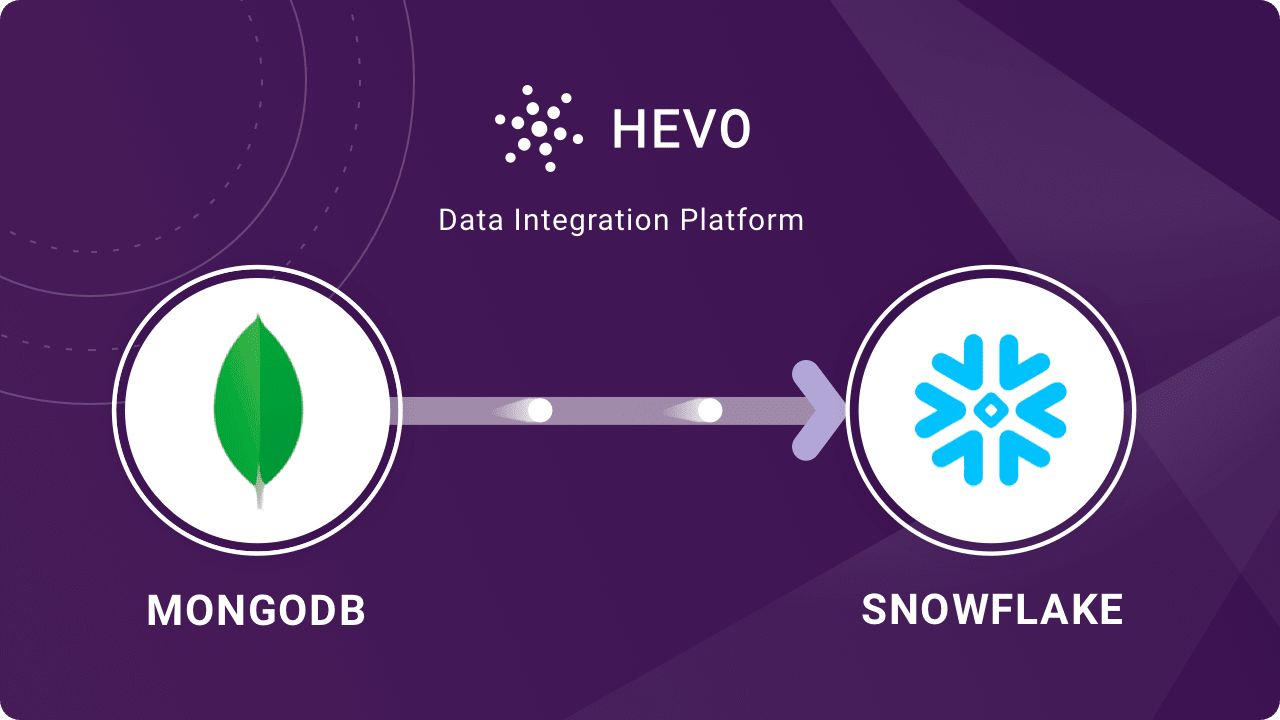 HEVO
Data Integration Platform
MONGODB
SNOWFLAKE